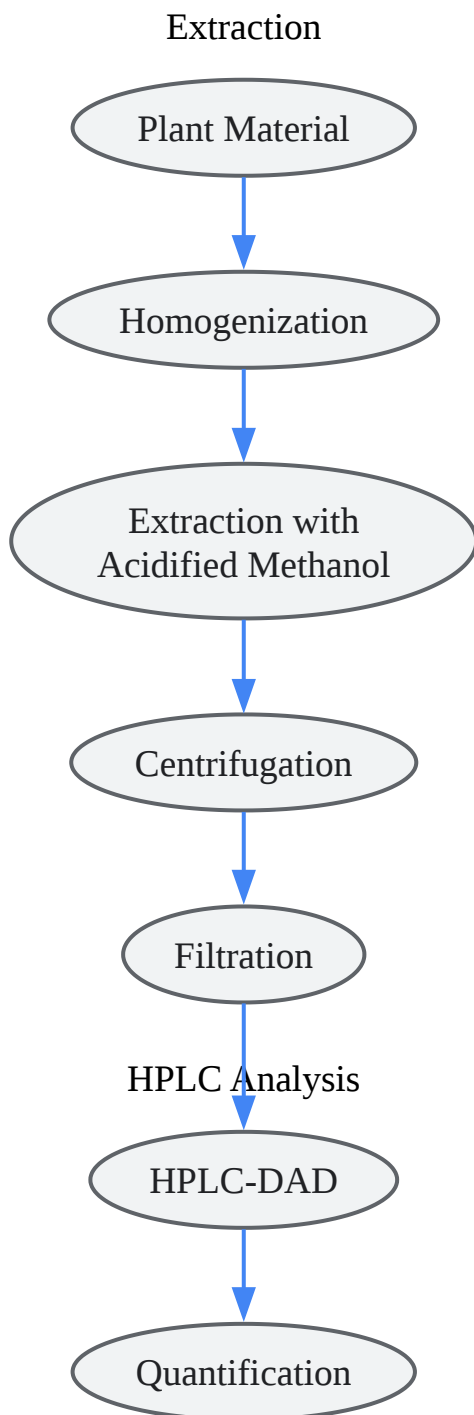 Extraction
Plant Material
Homogenization
Extraction with
Acidified Methanol
Centrifugation
Filtration
HPLC Analysis
HPLC-DAD
Quantification